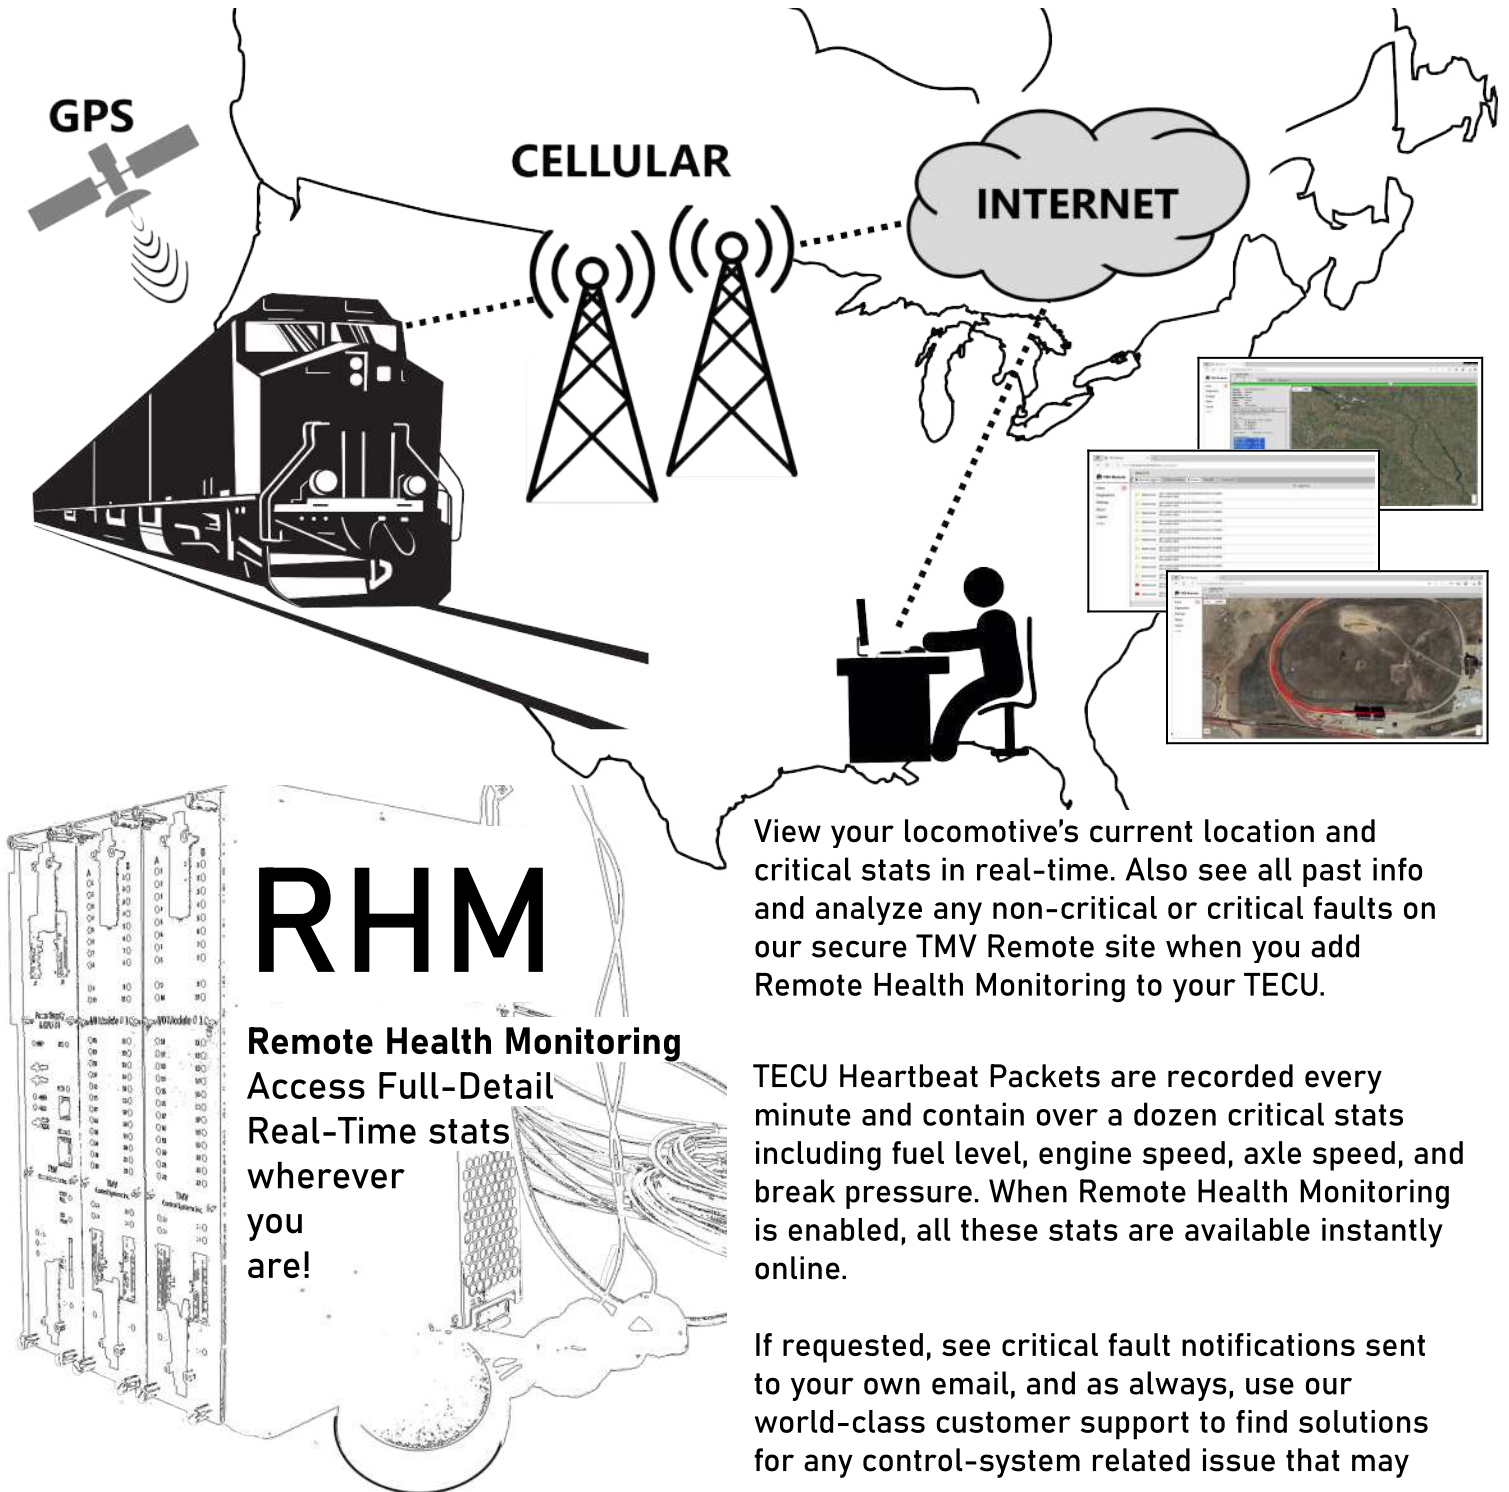 GPS
CELLULAR
INTERNET
RHM
Remote Health Monitoring
Access Full-Detail
Real-Time stats
wherever
you
are!
View your locomotive's current location and
critical stats in real-time. Also see all past info
and analyze any non-critical or critical faults on
our secure TMV Remote site when you add
Remote Health Monitoring to your TECU.
TECU Heartbeat Packets are recorded every
minute and contain over a dozen critical stats
including fuel level, engine speed, axle speed, and
break pressure. When Remote Health Monitoring
is enabled, all these stats are available instantly
online.
If requested, see critical fault notifications sent
to your own email, and as always, use our
world-class customer support to find solutions
for any control-system related issue that may